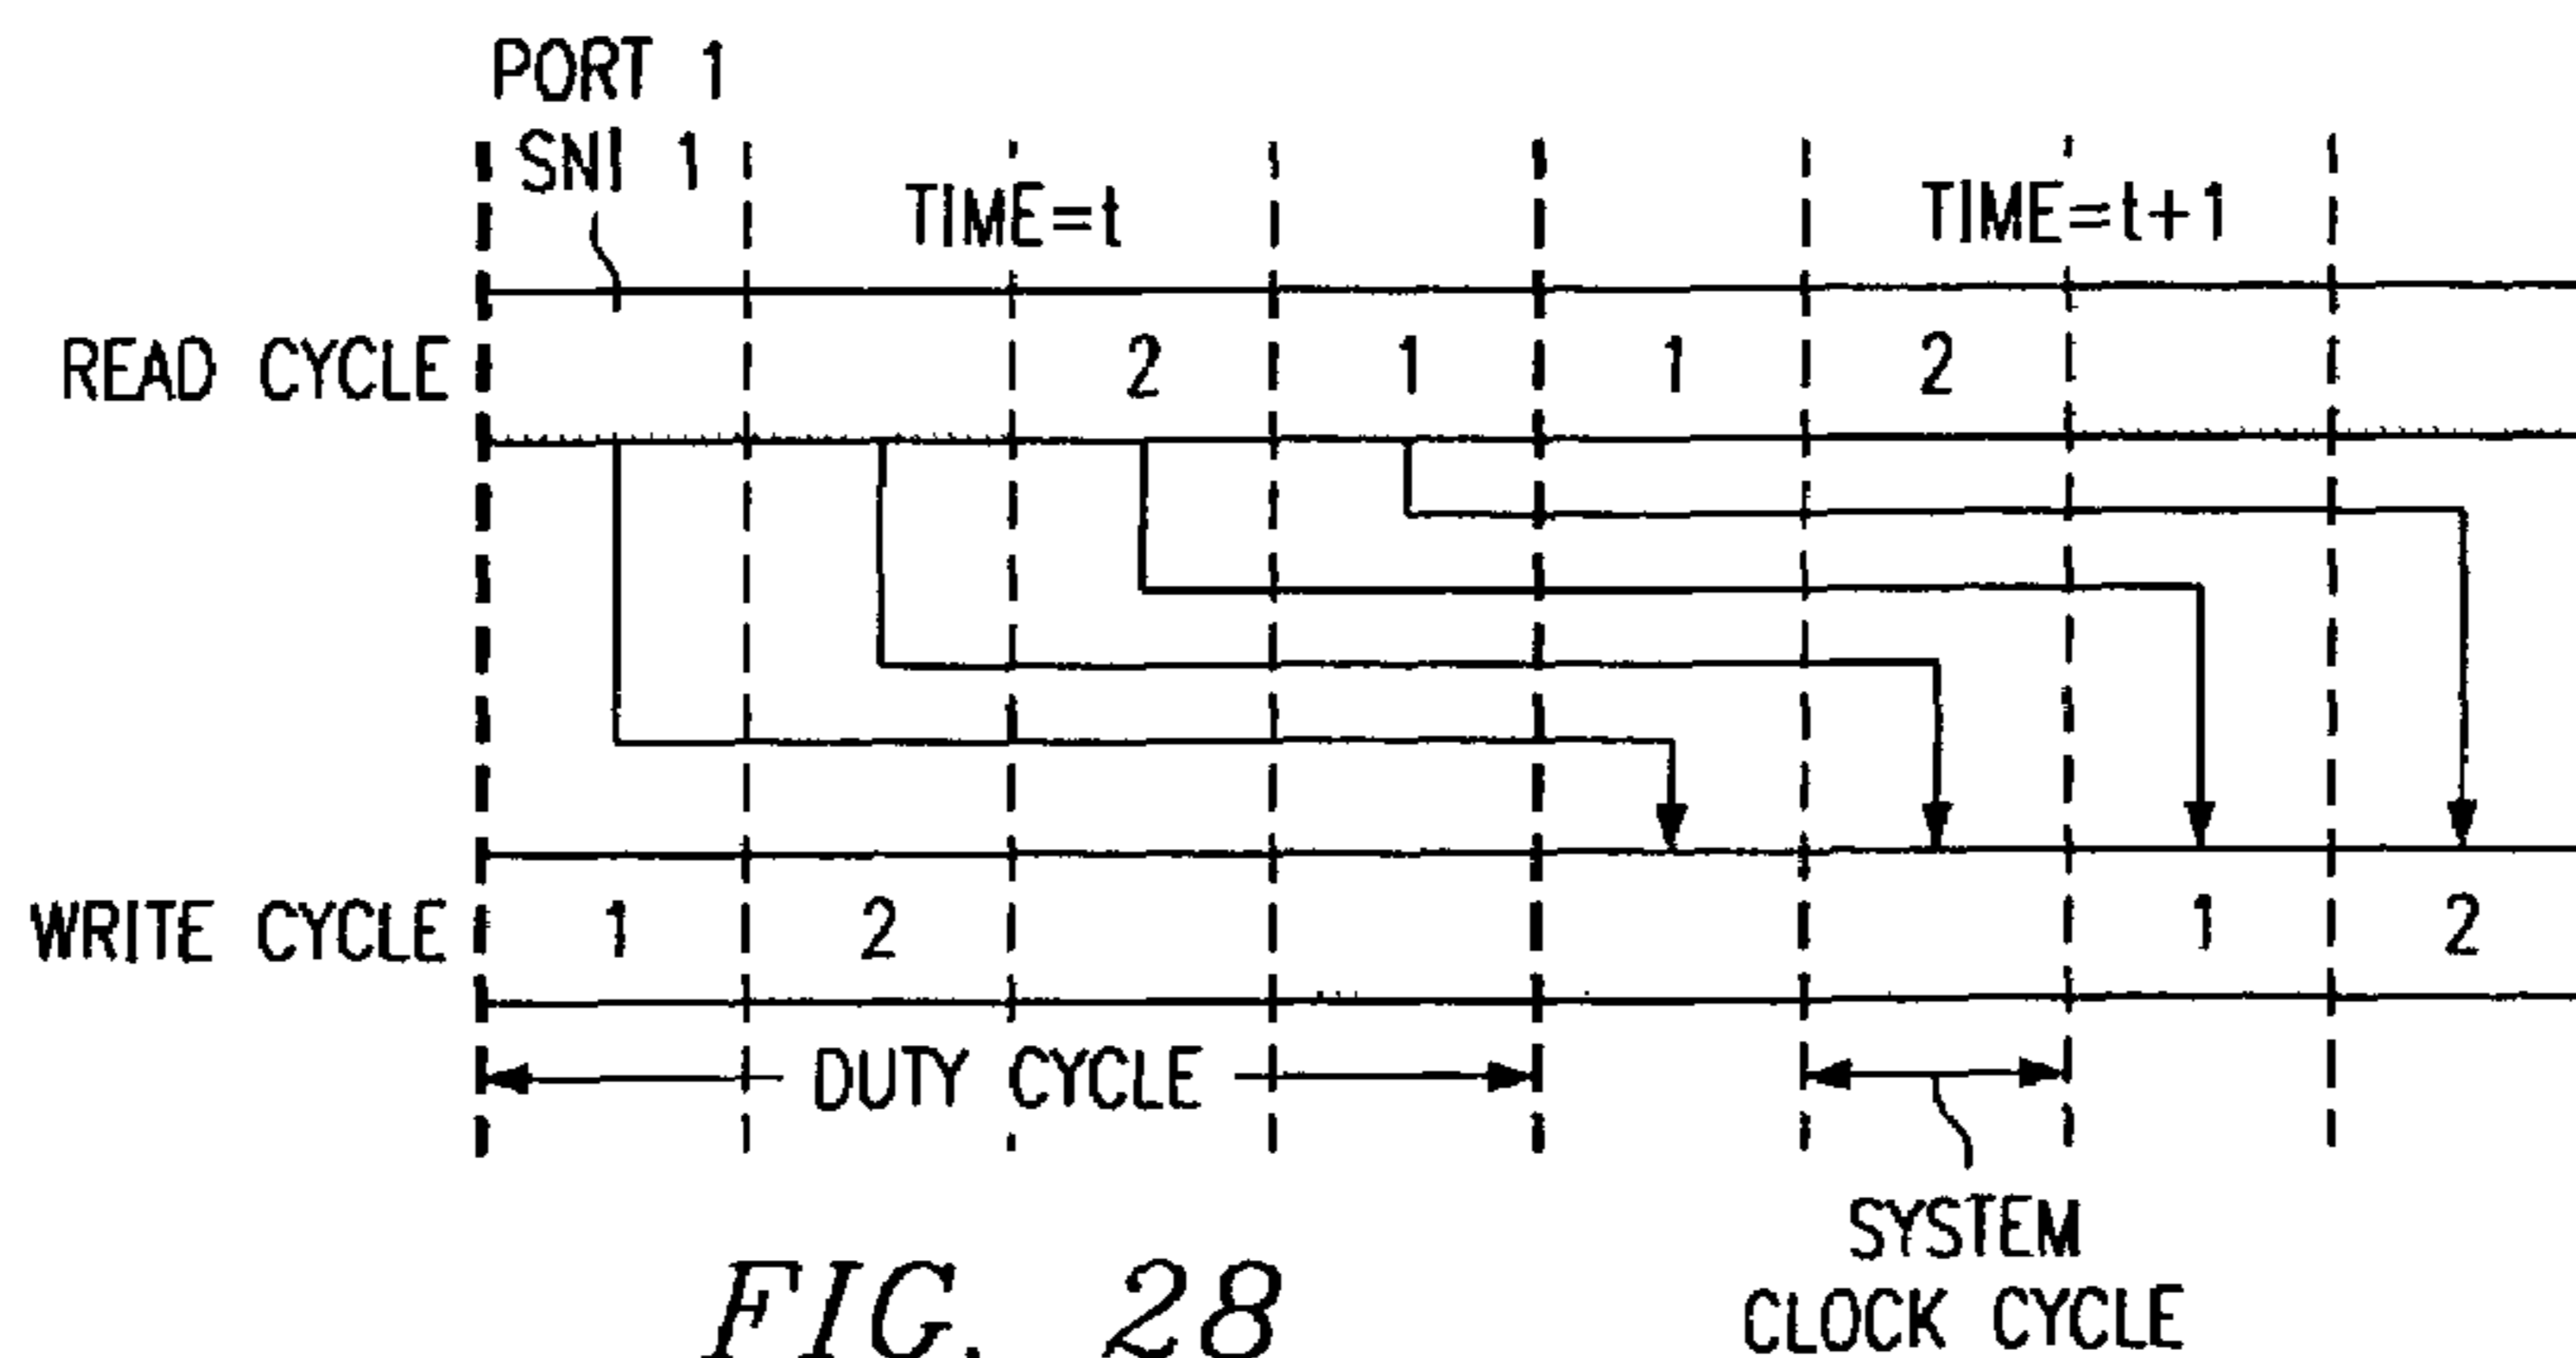 PORT 1
SNI 1
TIME=t TIME=t+1
READ CYCLE 2 1 1 2
WRITE CYCLE 1 2 1 2
DUTY CYCLE
SYSTEM
CLOCK CYCLE
FIG. 28